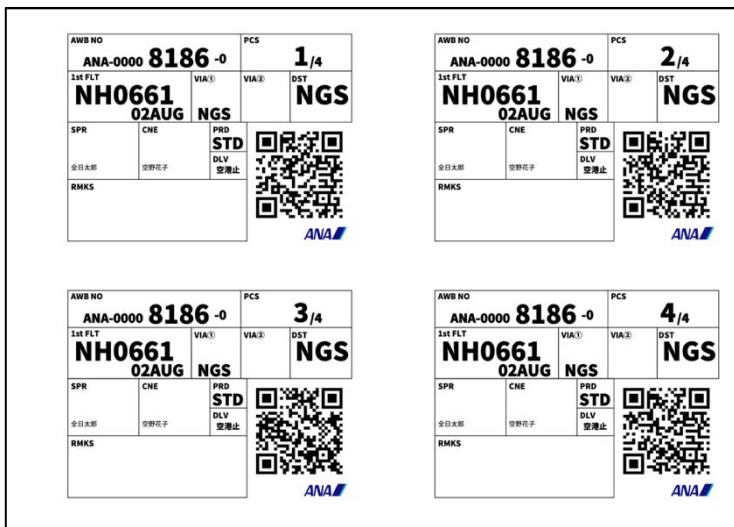 AWB NO
ANA-0000 8186 -0
PCS
1/4
1st FLT
NH0661
02AUG
VIA①
NGS
VIA②
DST
NGS
SPR
全日太郎
CNE
空野花子
PRD
STD
DLV
空港止
RMKS
ANA
AWB NO
ANA-0000 8186 -0
PCS
2/4
1st FLT
NH0661
02AUG
VIA①
NGS
VIA②
DST
NGS
SPR
全日太郎
CNE
空野花子
PRD
STD
DLV
空港止
RMKS
ANA
AWB NO
ANA-0000 8186 -0
PCS
3/4
1st FLT
NH0661
02AUG
VIA①
NGS
VIA②
DST
NGS
SPR
全日太郎
CNE
空野花子
PRD
STD
DLV
空港止
RMKS
ANA
AWB NO
ANA-0000 8186 -0
PCS
4/4
1st FLT
NH0661
02AUG
VIA①
NGS
VIA②
DST
NGS
SPR
全日太郎
CNE
空野花子
PRD
STD
DLV
空港止
RMKS
ANA